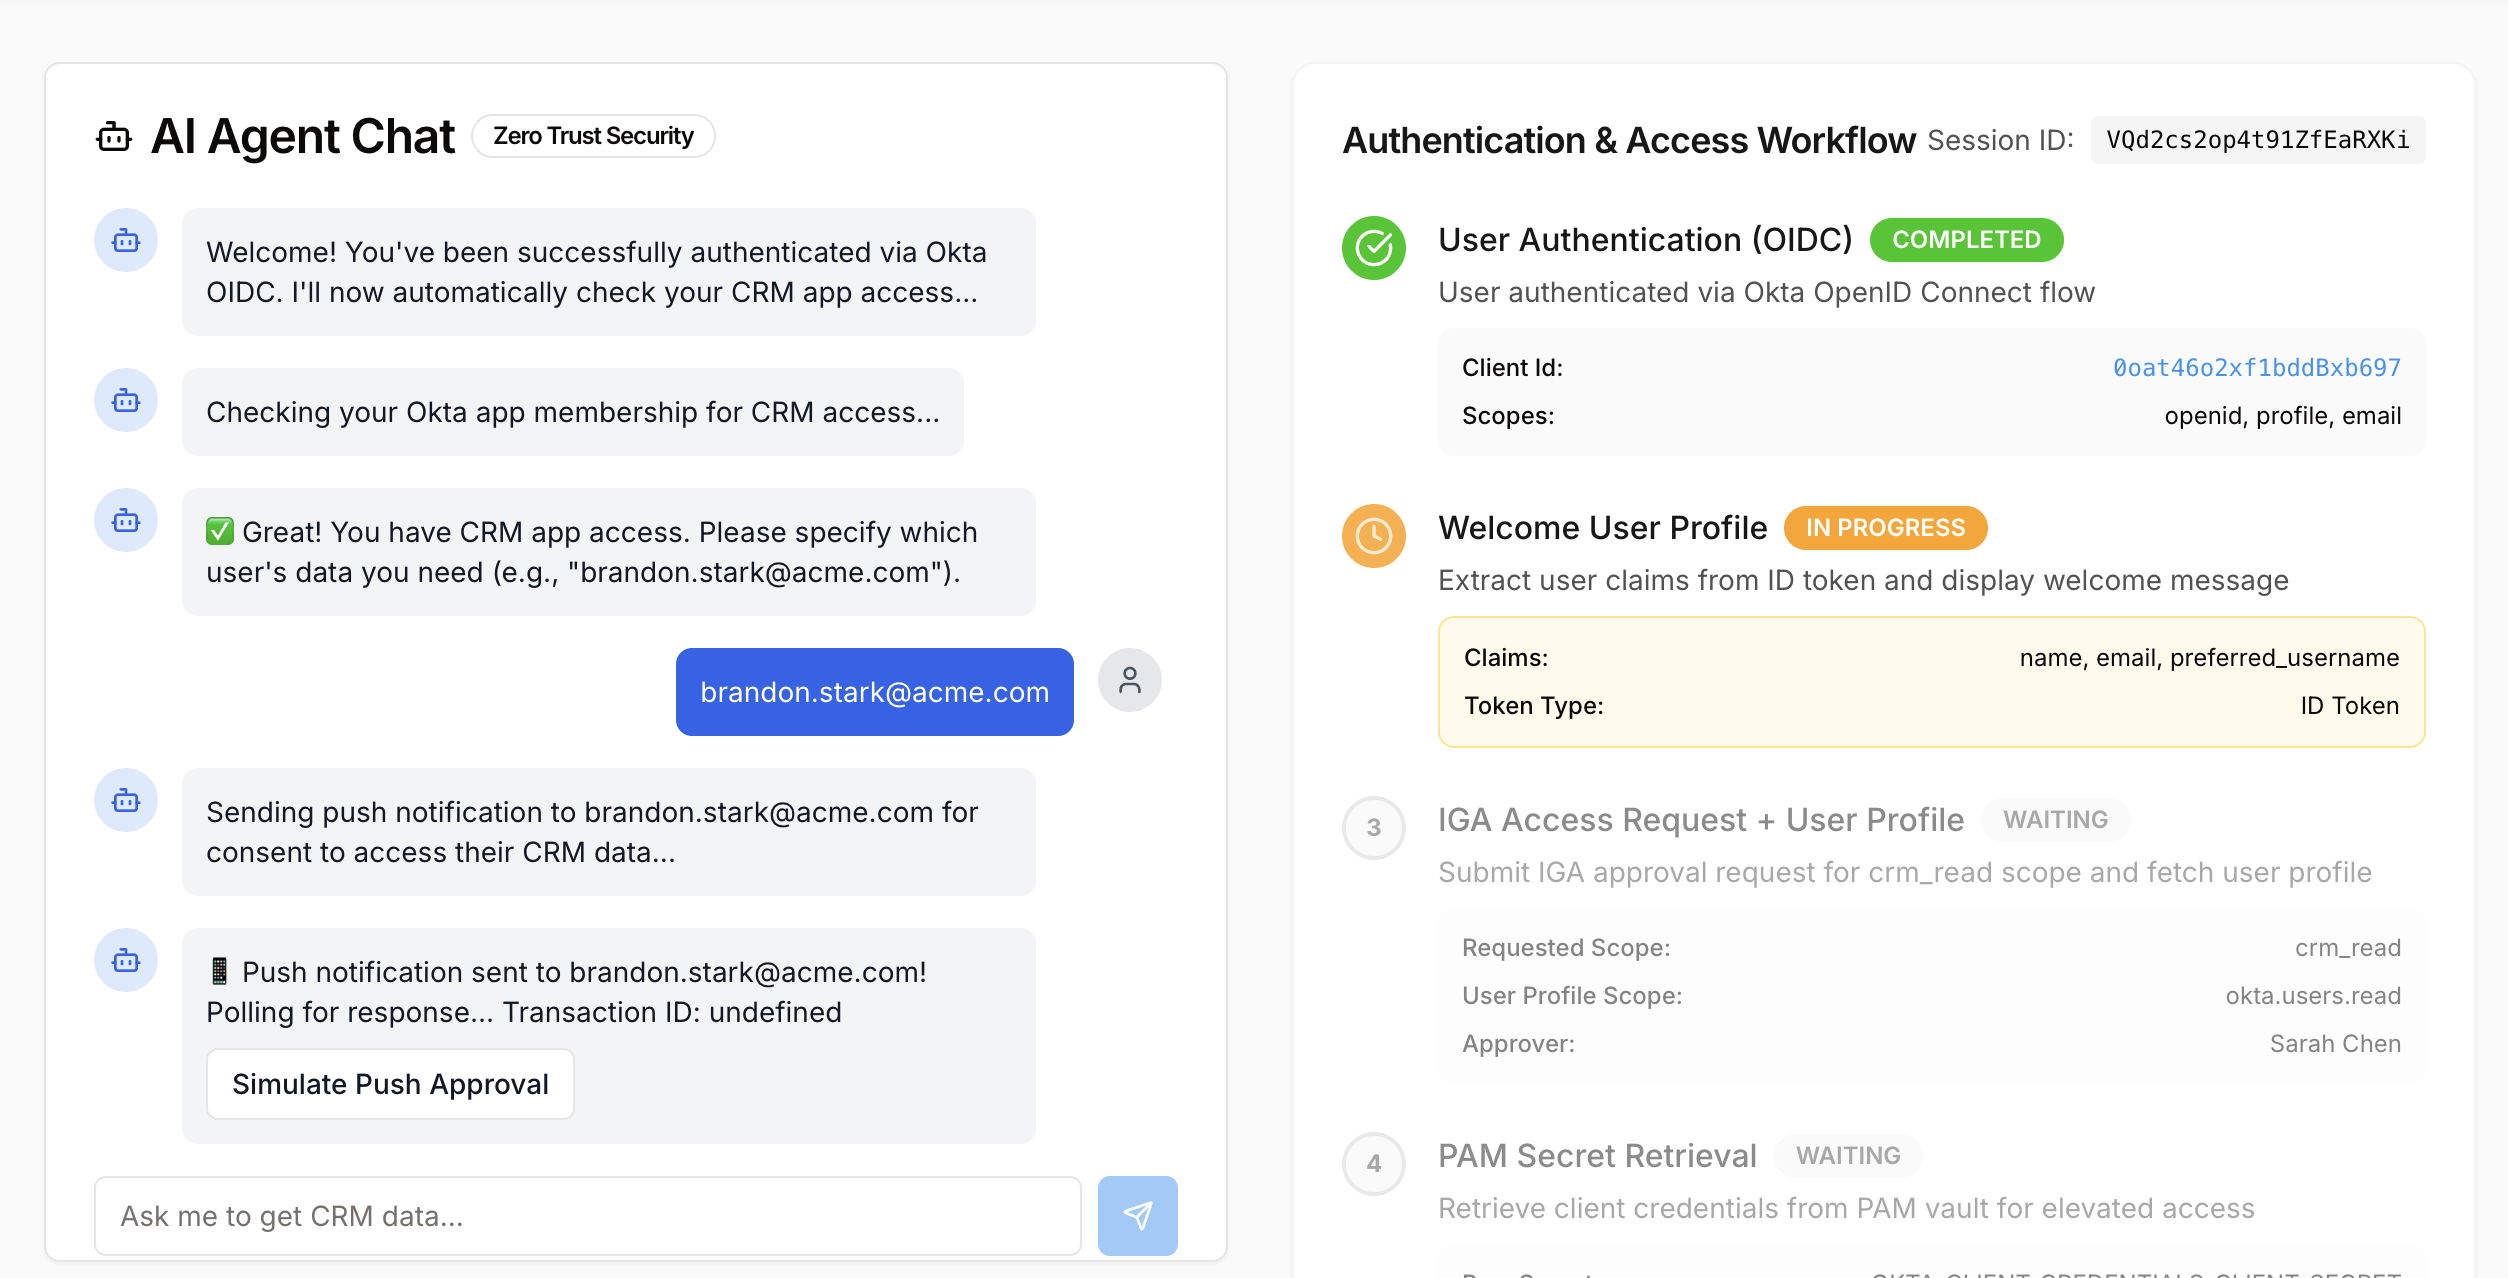 AI Agent Chat
Zero Trust Security
Welcome! You've been successfully authenticated via Okta
OIDC. I'll now automatically check your CRM app access...
Checking your Okta app membership for CRM access...
✅ Great! You have CRM app access. Please specify which
user's data you need (e.g., "brandon.stark@acme.com").
brandon.stark@acme.com
Sending push notification to brandon.stark@acme.com for
consent to access their CRM data...
📱 Push notification sent to brandon.stark@acme.com!
Polling for response... Transaction ID: undefined
Simulate Push Approval
Ask me to get CRM data...
Authentication & Access Workflow Session ID: VQd2cs2op4t91ZfEaRXKi
User Authentication (OIDC) COMPLETED
User authenticated via Okta OpenID Connect flow
Client Id: 0oat46o2xf1bddBxb697
Scopes: openid, profile, email
Welcome User Profile IN PROGRESS
Extract user claims from ID token and display welcome message
Claims: name, email, preferred_username
Token Type: ID Token
3 IGA Access Request + User Profile WAITING
Submit IGA approval request for crm_read scope and fetch user profile
Requested Scope: crm_read
User Profile Scope: okta.users.read
Approver: Sarah Chen
4 PAM Secret Retrieval WAITING
Retrieve client credentials from PAM vault for elevated access